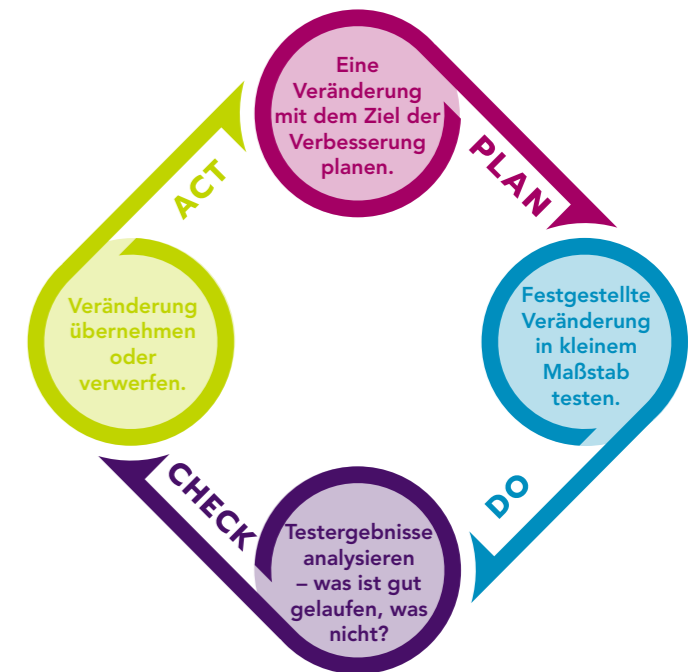 Eine
Veränderung
mit dem Ziel der
Verbesserung
planen.
PLAN
Festgestellte
Veränderung
in kleinem
Maßstab
testen.
DO
Testergebnisse
analysieren
– was ist gut
gelaufen, was
nicht?
CHECK
Veränderung
übernehmen
oder
verwerfen.
ACT